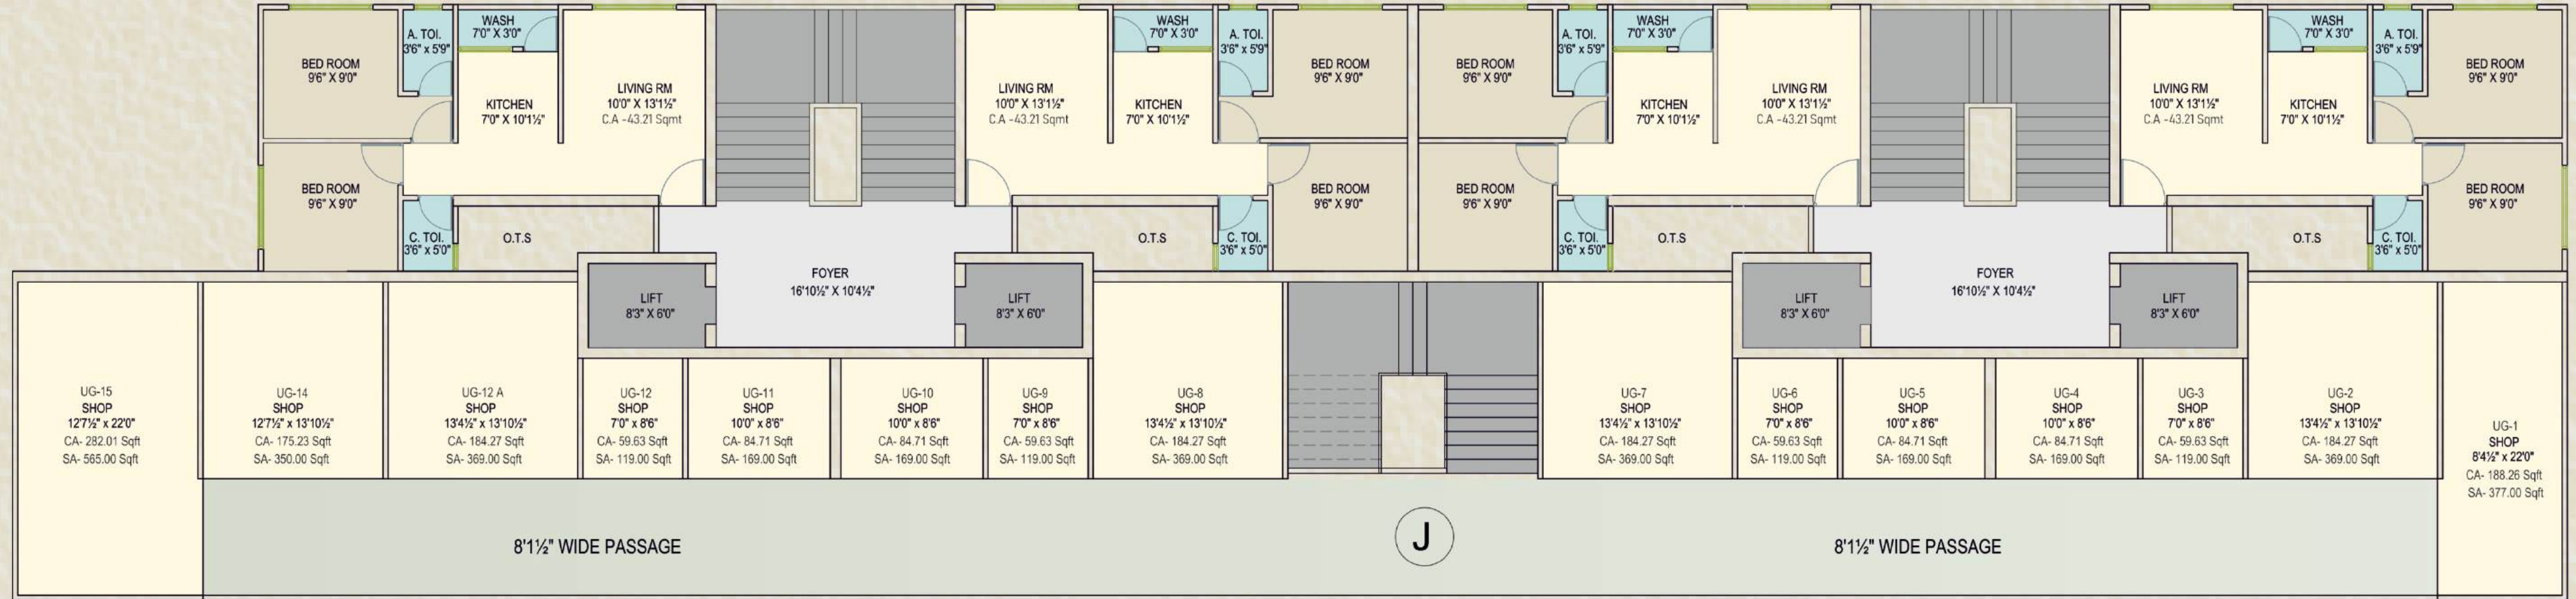 BED ROOM
9'6" X 9'0"
A. TOI.
3'6" x 5'9"
WASH
7'0" X 3'0"
KITCHEN
7'0" X 10'1½"
LIVING RM
10'0" X 13'1½"
C.A -43.21 Sqmt
BED ROOM
9'6" X 9'0"
C. TOI.
3'6" x 5'0"
O.T.S
LIVING RM
10'0" X 13'1½"
C.A -43.21 Sqmt
WASH
7'0" X 3'0"
KITCHEN
7'0" X 10'1½"
A. TOI.
3'6" x 5'9"
BED ROOM
9'6" X 9'0"
BED ROOM
9'6" X 9'0"
O.T.S
C. TOI.
3'6" x 5'0"
BED ROOM
9'6" X 9'0"
A. TOI.
3'6" x 5'9"
WASH
7'0" X 3'0"
KITCHEN
7'0" X 10'1½"
LIVING RM
10'0" X 13'1½"
C.A -43.21 Sqmt
BED ROOM
9'6" X 9'0"
C. TOI.
3'6" x 5'0"
O.T.S
LIVING RM
10'0" X 13'1½"
C.A -43.21 Sqmt
WASH
7'0" X 3'0"
KITCHEN
7'0" X 10'1½"
A. TOI.
3'6" x 5'9"
BED ROOM
9'6" X 9'0"
BED ROOM
9'6" X 9'0"
O.T.S
C. TOI.
3'6" x 5'0"
LIFT
8'3" X 6'0"
FOYER
16'10½" X 10'4½"
LIFT
8'3" X 6'0"
LIFT
8'3" X 6'0"
FOYER
16'10½" X 10'4½"
LIFT
8'3" X 6'0"
UG-15
SHOP
12'7½" x 22'0"
CA- 282.01 Sqft
SA- 565.00 Sqft
UG-14
SHOP
12'7½" x 13'10½"
CA- 175.23 Sqft
SA- 350.00 Sqft
UG-12 A
SHOP
13'4½" x 13'10½"
CA- 184.27 Sqft
SA- 369.00 Sqft
UG-12
SHOP
7'0" x 8'6"
CA- 59.63 Sqft
SA- 119.00 Sqft
UG-11
SHOP
10'0" x 8'6"
CA- 84.71 Sqft
SA- 169.00 Sqft
UG-10
SHOP
10'0" x 8'6"
CA- 84.71 Sqft
SA- 169.00 Sqft
UG-9
SHOP
7'0" x 8'6"
CA- 59.63 Sqft
SA- 119.00 Sqft
UG-8
SHOP
13'4½" x 13'10½"
CA- 184.27 Sqft
SA- 369.00 Sqft
UG-7
SHOP
13'4½" x 13'10½"
CA- 184.27 Sqft
SA- 369.00 Sqft
UG-6
SHOP
7'0" x 8'6"
CA- 59.63 Sqft
SA- 119.00 Sqft
UG-5
SHOP
10'0" x 8'6"
CA- 84.71 Sqft
SA- 169.00 Sqft
UG-4
SHOP
10'0" x 8'6"
CA- 84.71 Sqft
SA- 169.00 Sqft
UG-3
SHOP
7'0" x 8'6"
CA- 59.63 Sqft
SA- 119.00 Sqft
UG-2
SHOP
13'4½" x 13'10½"
CA- 184.27 Sqft
SA- 369.00 Sqft
UG-1
SHOP
8'4½" x 22'0"
CA- 188.26 Sqft
SA- 377.00 Sqft
8'1½" WIDE PASSAGE
J
8'1½" WIDE PASSAGE